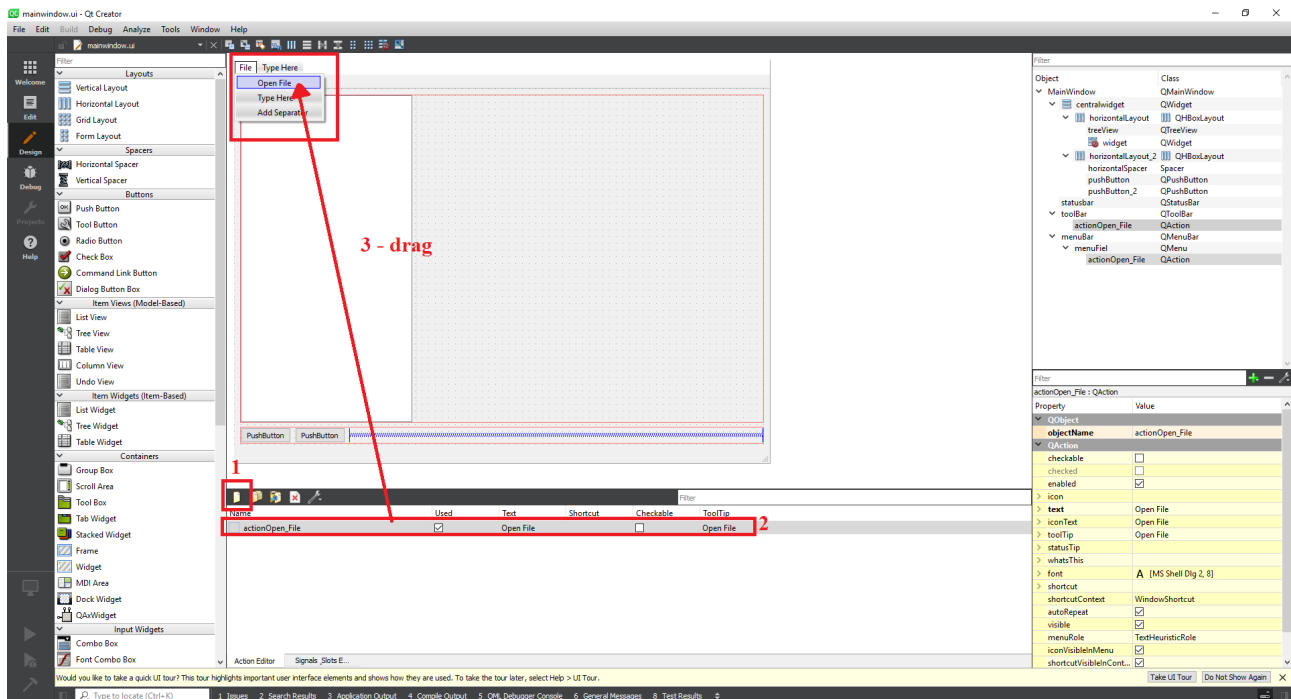 mainwindow.ui - Qt Creator
File Edit Build Debug Analyze Tools Window Help
mainwindow.ui
Welcome
Edit
Design
Debug
Projects
Help
Filter
Layouts
Vertical Layout
Horizontal Layout
Grid Layout
Form Layout
Spacers
Horizontal Spacer
Vertical Spacer
Buttons
Push Button
Tool Button
Radio Button
Check Box
Command Link Button
Dialog Button Box
Item Views (Model-Based)
List View
Tree View
Table View
Column View
Undo View
Item Widgets (Item-Based)
List Widget
Tree Widget
Table Widget
Containers
Group Box
Scroll Area
Tool Box
Tab Widget
Stacked Widget
Frame
Widget
MDI Area
Dock Widget
QAxWidget
Input Widgets
Combo Box
Font Combo Box
File Type Here
Open File
Type Here
Add Separator
3 - drag
PushButton PushButton
1
Filter
Name Used Text Shortcut Checkable ToolTip
actionOpen_File Open File Open File
2
Action Editor Signals _Slots E...
Filter
Object Class
MainWindow QMainWindow
centralwidget QWidget
horizontalLayout QHBoxLayout
treeView QTreeView
widget QWidget
horizontalLayout_2 QHBoxLayout
horizontalSpacer Spacer
pushButton QPushButton
pushButton_2 QPushButton
statusbar QStatusBar
toolBar QToolBar
actionOpen_File QAction
menuBar QMenuBar
menuFiel QMenu
actionOpen_File QAction
Filter
actionOpen_File : QAction
Property Value
QObject
objectName actionOpen_File
QAction
checkable
checked
enabled
icon
text Open File
iconText Open File
toolTip Open File
statusTip
whatsThis
font A [MS Shell Dlg 2, 8]
shortcut
shortcutContext WindowShortcut
autoRepeat
visible
menuRole TextHeuristicRole
iconVisibleInMenu
shortcutVisibleInCont...
Would you like to take a quick UI tour? This tour highlights important user interface elements and shows how they are used. To take the tour later, select Help > UI Tour.
Take UI Tour Do Not Show Again
Type to locate (Ctrl+K) 1 Issues 2 Search Results 3 Application Output 4 Compile Output 5 QML Debugger Console 6 General Messages 8 Test Results